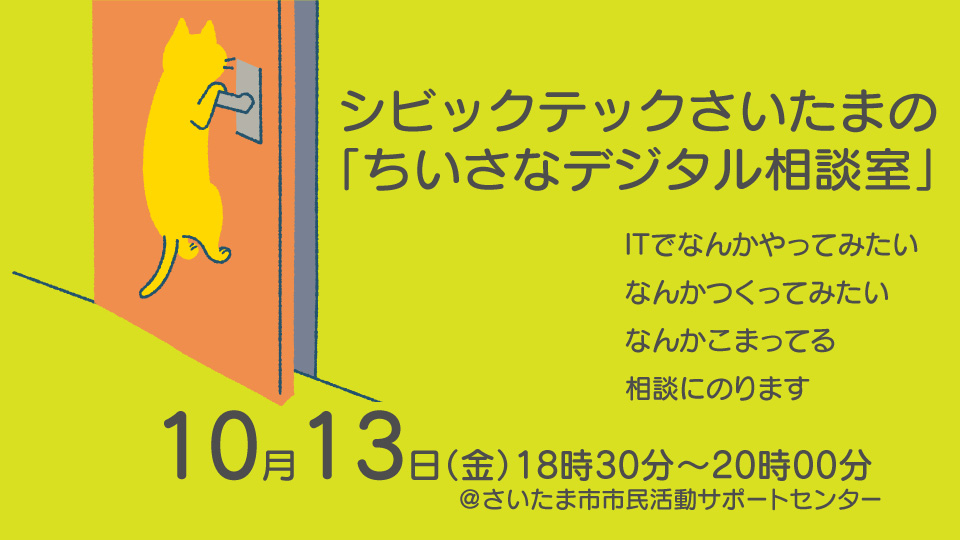 シビックテックさいたまの
「ちいさなデジタル相談室」
ITでなんかやってみたい
なんかつくってみたい
なんかこまってる
相談にのります
10月13日(金)18時30分～20時00分
@さいたま市市民活動サポートセンター